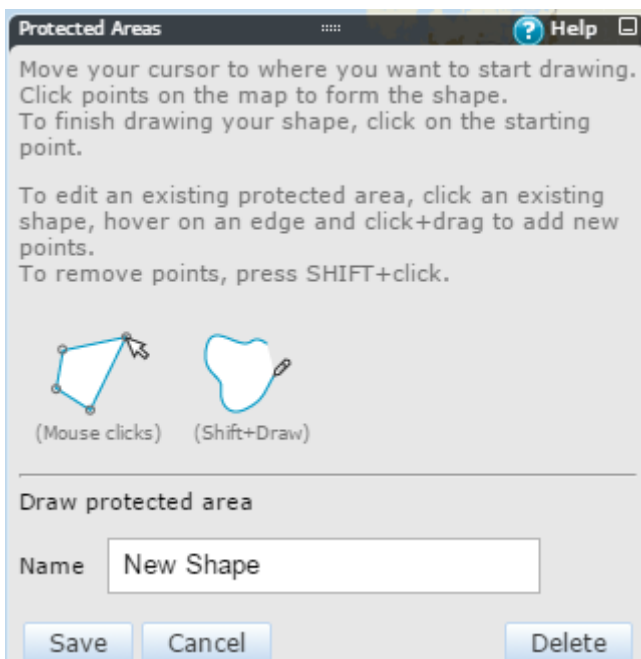 Protected Areas
Help
Move your cursor to where you want to start drawing.
Click points on the map to form the shape.
To finish drawing your shape, click on the starting
point.
To edit an existing protected area, click an existing
shape, hover on an edge and click+drag to add new
points.
To remove points, press SHIFT+click.
(Mouse clicks) (Shift+Draw)
Draw protected area
Name New Shape
Save Cancel Delete